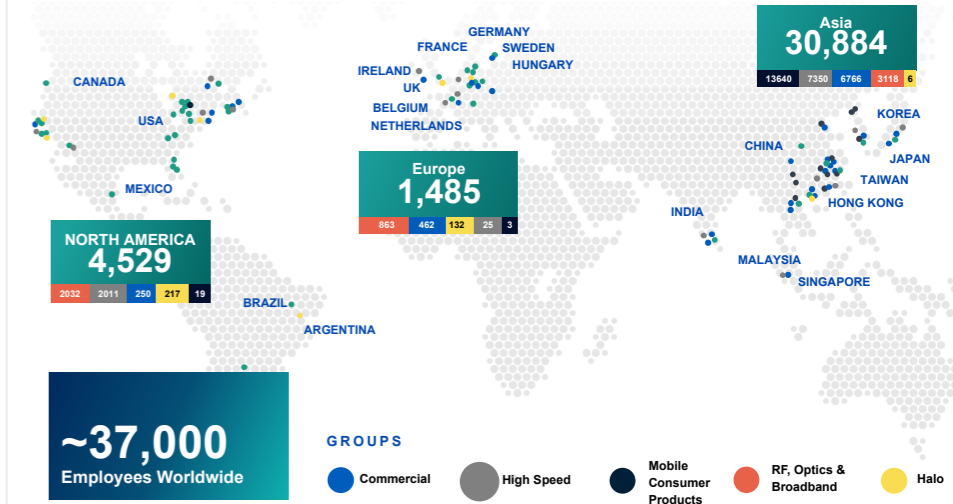 GERMANY
FRANCE
SWEDEN
HUNGARY
IRELAND
UK
BELGIUM
NETHERLANDS
CANADA
USA
MEXICO
Asia
30,884
13640 7350 6766 3118 6
KOREA
CHINA
JAPAN
TAIWAN
HONG KONG
INDIA
MALAYSIA
SINGAPORE
Europe
1,485
863 462 132 25 3
NORTH AMERICA
4,529
2032 2011 250 217 19
BRAZIL
ARGENTINA
~37,000
Employees Worldwide
GROUPS
Commercial
High Speed
Mobile
Consumer
Products
RF, Optics &
Broadband
Halo